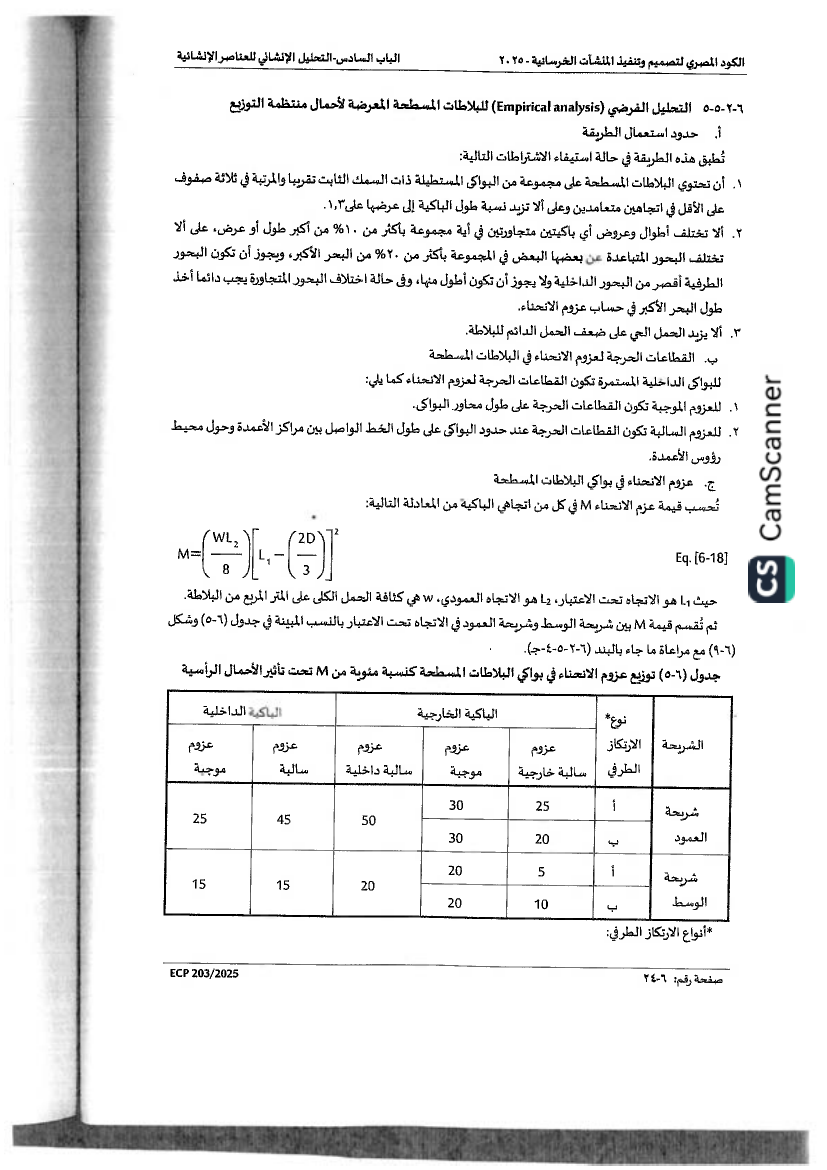 الكود المصري لتصميم وتنفيذ المنشآت الخرسانية - ٢٠٢٥
الباب السادس-التحليل الإنشائي للعناصر الإنشائية
٦-٢-٥-٥ التحليل الفرضي (Empirical analysis) للبلاطات المسطحة المعرضة لأحمال منتظمة التوزيع
أ. حدود استعمال الطريقة
تُطبق هذه الطريقة في حالة استيفاء الاشتراطات التالية:
١. أن تحتوي البلاطات المسطحة على مجموعة من البواكى المستطيلة ذات السمك الثابت تقريبا والمرتبة في ثلاثة صفوف
على الأقل في اتجاهين متعامدين وعلى ألا تزيد نسبة طول الباكية إلى عرضها على ١,٣.
٢. ألا تختلف أطوال وعروض أي باكيتين متجاورتين في أية مجموعة بأكثر من ١٠% من أكبر طول أو عرض، على ألا
تختلف البحور المتباعدة عن بعضها البعض في المجموعة بأكثر من ٢٠% من البحر الأكبر، ويجوز أن تكون البحور
الطرفية أقصر من البحور الداخلية ولا يجوز أن تكون أطول منها، وفى حالة اختلاف البحور المتجاورة يجب دائما أخذ
طول البحر الأكبر في حساب عزوم الانحناء.
٣. ألا يزيد الحمل الحي على ضعف الحمل الدائم للبلاطة.
ب. القطاعات الحرجة لعزوم الانحناء في البلاطات المسطحة
للبواكى الداخلية المستمرة تكون القطاعات الحرجة لعزوم الانحناء كما يلي:
١. للعزوم الموجبة تكون القطاعات الحرجة على طول محاور البواكى.
٢. للعزوم السالبة تكون القطاعات الحرجة عند حدود البواكى على طول الخط الواصل بين مراكز الأعمدة وحول محيط
رؤوس الأعمدة.
ج. عزوم الانحناء في بواكي البلاطات المسطحة
تُحسب قيمة عزم الانحناء M في كل من اتجاهي الباكية من المعادلة التالية:
M=(WL₂/8)[L₁−(2D/3)]² Eq. [6-18]
حيث L₁ هو الاتجاه تحت الاعتبار، L₂ هو الاتجاه العمودي، w هي كثافة الحمل الكلى على المتر المربع من البلاطة.
ثم تُقسم قيمة M بين شريحة الوسط وشريحة العمود في الاتجاه تحت الاعتبار بالنسب المبينة في جدول (٦-٥) وشكل
(٦-٩) مع مراعاة ما جاء بالبند (٦-٢-٥-٤-ج).
جدول (٦-٥) توزيع عزوم الانحناء في بواكي البلاطات المسطحة كنسبة مئوية من M تحت تأثير الأحمال الرأسية
الشريحة نوع* الارتكاز الطرفي الباكية الخارجية الباكية الداخلية
عزوم سالبة خارجية عزوم موجبة عزوم سالبة داخلية عزوم سالبة عزوم موجبة
شريحة العمود أ 25 30 50 45 25
ب 20 30
شريحة الوسط أ 5 20 20 15 15
ب 10 20
*أنواع الارتكاز الطرفي:
صفحة رقم: ٦-٢٤
ECP 203/2025
CS CamScanner